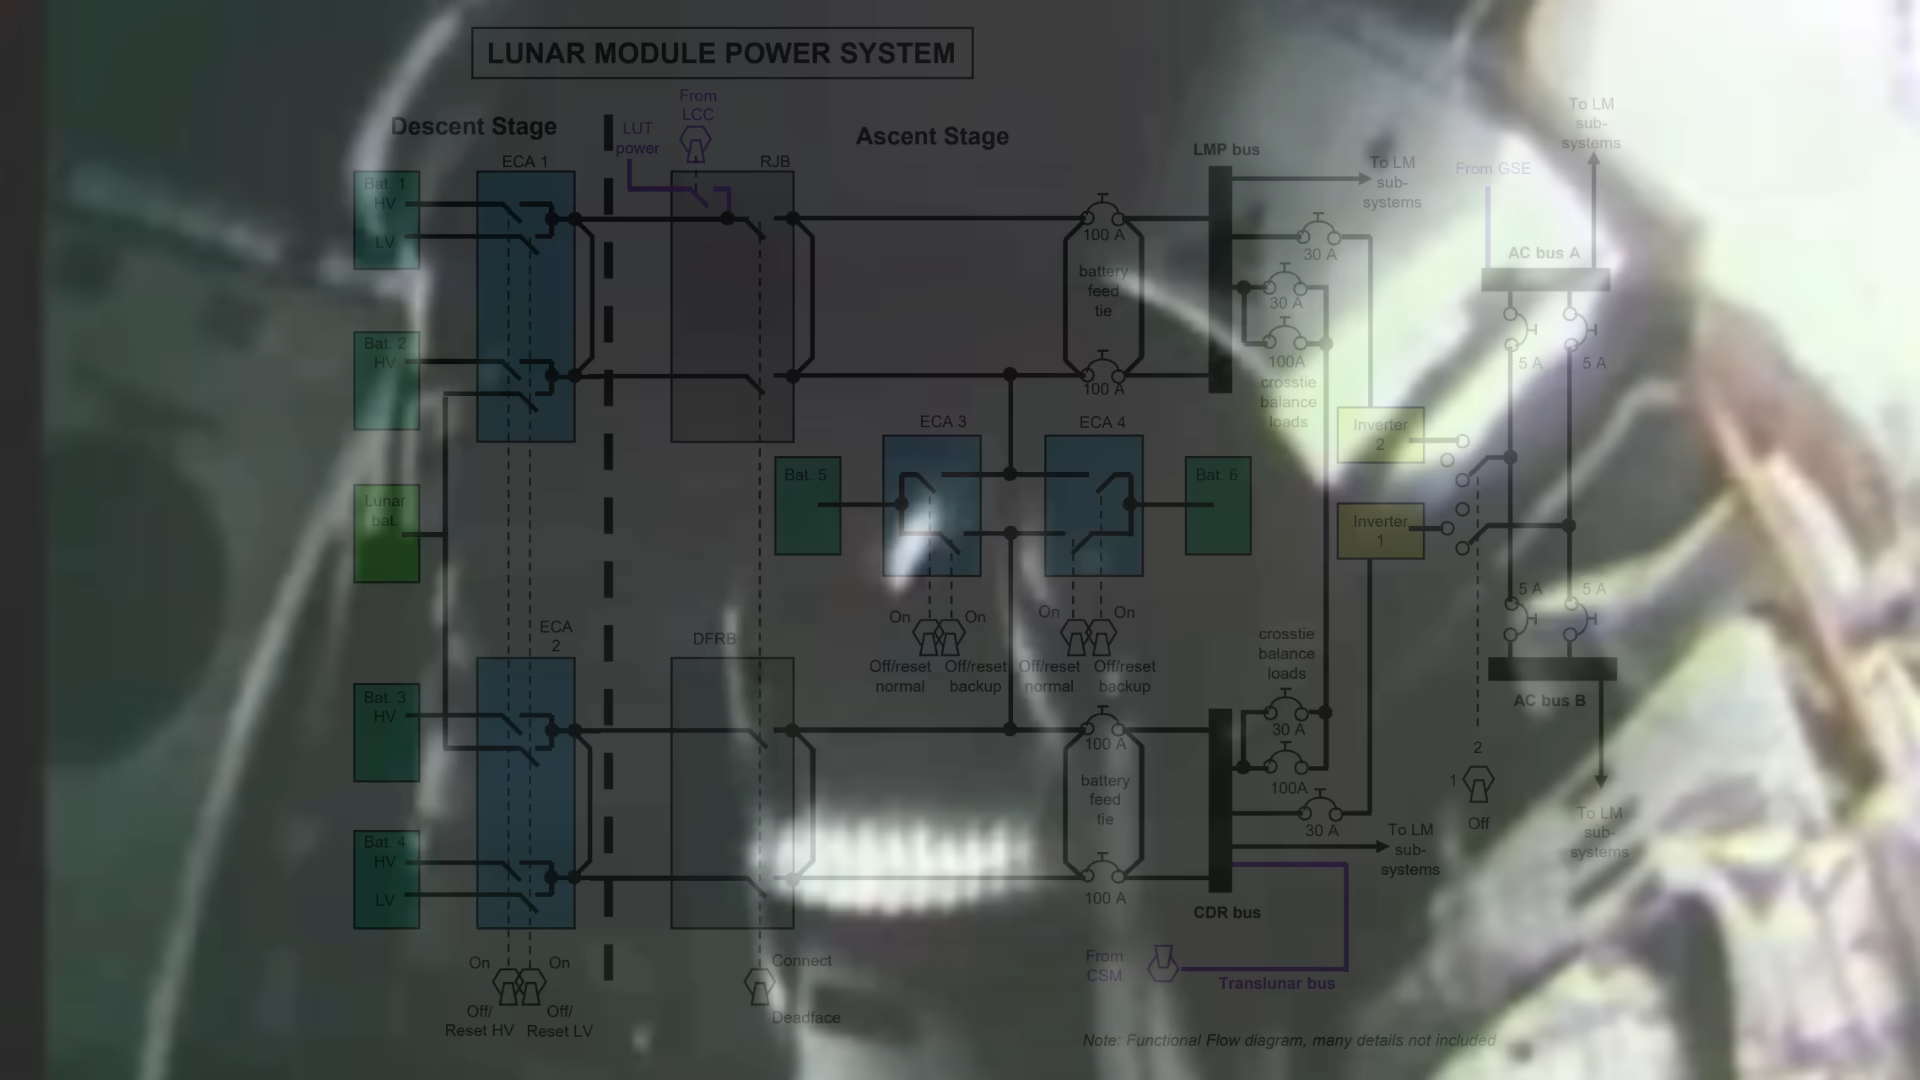 LUNAR MODULE POWER SYSTEM
From
LCC
Descent Stage
LUT
power
Ascent Stage
ECA 1
RJB
LMP bus
To LM
sub-
systems
From GSE
To LM
sub-
systems
Bat. 1
HV
LV
100 A
30 A
AC bus A
battery
feed
tie
30 A
100A
crosstie
balance
loads
5 A
5 A
Bat. 2
HV
100 A
ECA 3
ECA 4
Inverter
2
Bat. 5
Bat. 6
Lunar
bat.
Inverter
1
5 A
5 A
On
On
On
On
Off/reset
normal
Off/reset
backup
Off/reset
normal
Off/reset
backup
ECA
2
DFRB
crosstie
balance
loads
Bat. 3
HV
AC bus B
100 A
30 A
battery
feed
tie
100A
2
1
Off
Bat. 4
HV
LV
30 A
To LM
sub-
systems
To LM
sub-
systems
100 A
CDR bus
On
On
Connect
From
CSM
Translunar bus
Off/
Reset HV
Off/
Reset LV
Deadface
Note: Functional Flow diagram, many details not included